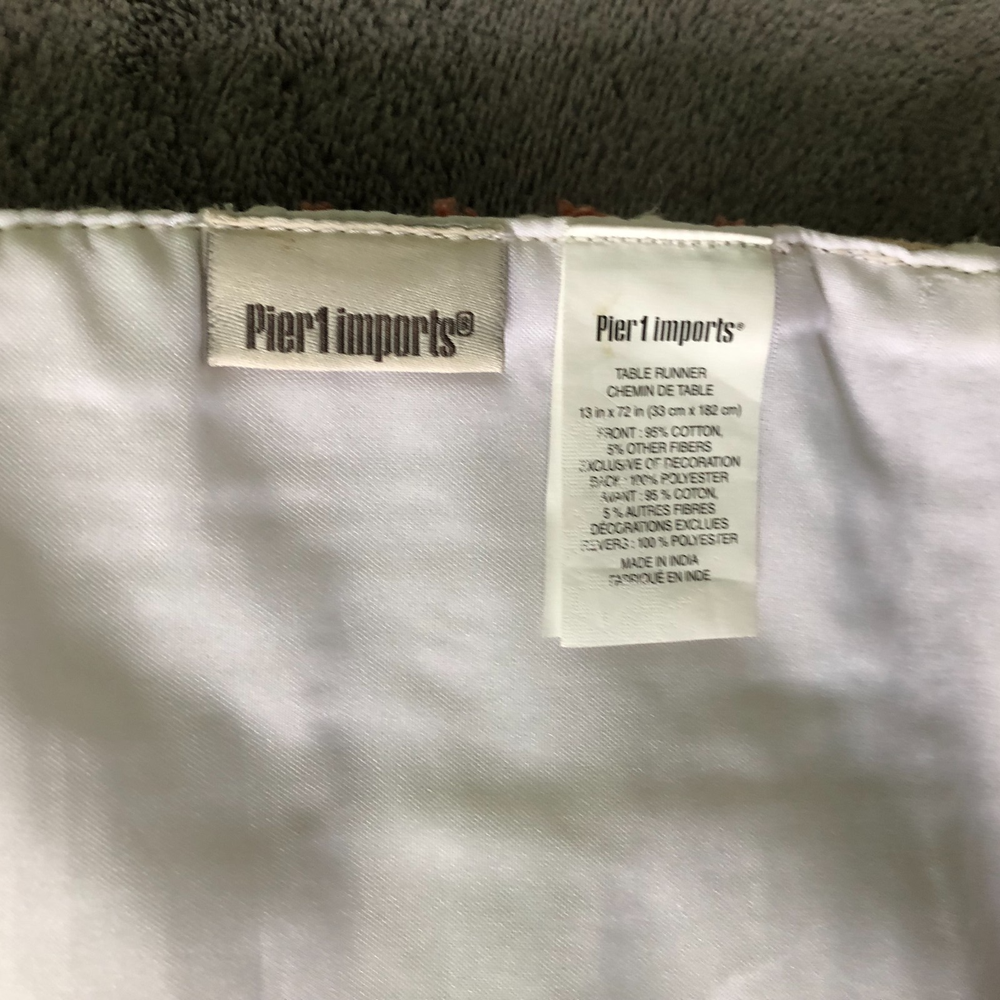 Pier1 imports®
Pier1 imports®
TABLE RUNNER
CHEMIN DE TABLE
13 in x 72 in (33 cm x 182 cm)
FRONT : 95% COTTON,
5% OTHER FIBERS
EXCLUSIVE OF DECORATION
BACK : 100% POLYESTER
AVANT : 95 % COTON,
5 % AUTRES FIBRES
DÉCORATIONS EXCLUES
REVERS : 100 % POLYESTER
MADE IN INDIA
FABRIQUÉ EN INDE